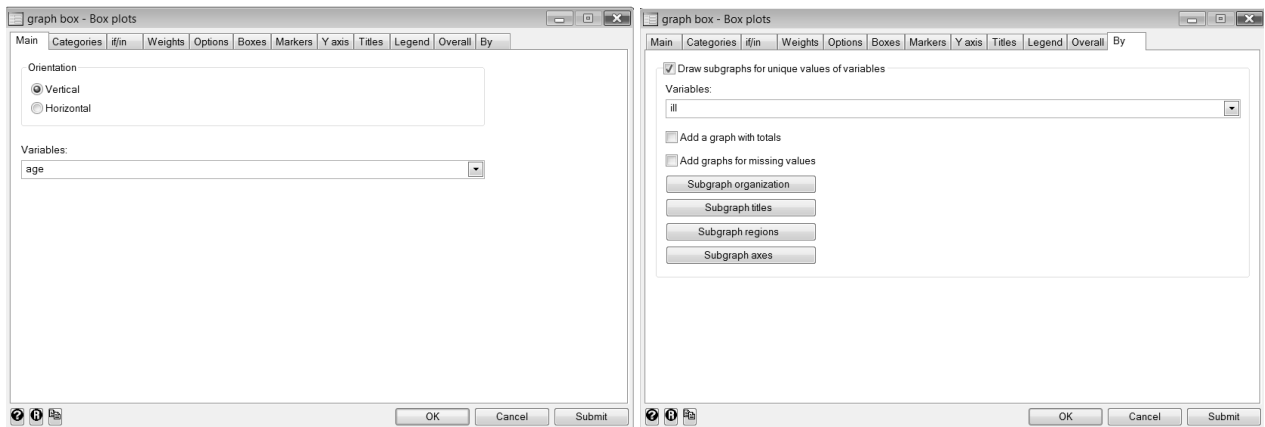 graph box - Box plots
Main Categories if/in Weights Options Boxes Markers Y axis Titles Legend Overall By
Orientation
Vertical
Horizontal
Variables:
age
OK Cancel Submit
graph box - Box plots
Main Categories if/in Weights Options Boxes Markers Y axis Titles Legend Overall By
Draw subgraphs for unique values of variables
Variables:
ill
Add a graph with totals
Add graphs for missing values
Subgraph organization
Subgraph titles
Subgraph regions
Subgraph axes
OK Cancel Submit